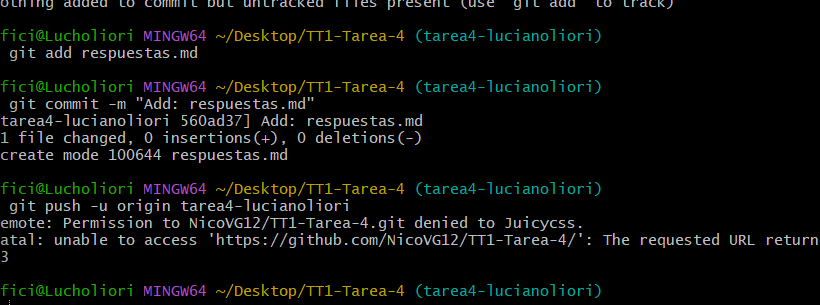 othing added to commit but untracked files present (use "git add" to track)
fici@Lucholiori MINGW64 ~/Desktop/TT1-Tarea-4 (tarea4-lucianoliori)
git add respuestas.md
fici@Lucholiori MINGW64 ~/Desktop/TT1-Tarea-4 (tarea4-lucianoliori)
git commit -m "Add: respuestas.md"
tarea4-lucianoliori 560ad37] Add: respuestas.md
1 file changed, 0 insertions(+), 0 deletions(-)
create mode 100644 respuestas.md
fici@Lucholiori MINGW64 ~/Desktop/TT1-Tarea-4 (tarea4-lucianoliori)
git push -u origin tarea4-lucianoliori
emote: Permission to NicoVG12/TT1-Tarea-4.git denied to Juicycss.
atal: unable to access 'https://github.com/NicoVG12/TT1-Tarea-4/': The requested URL return
3
fici@Lucholiori MINGW64 ~/Desktop/TT1-Tarea-4 (tarea4-lucianoliori)